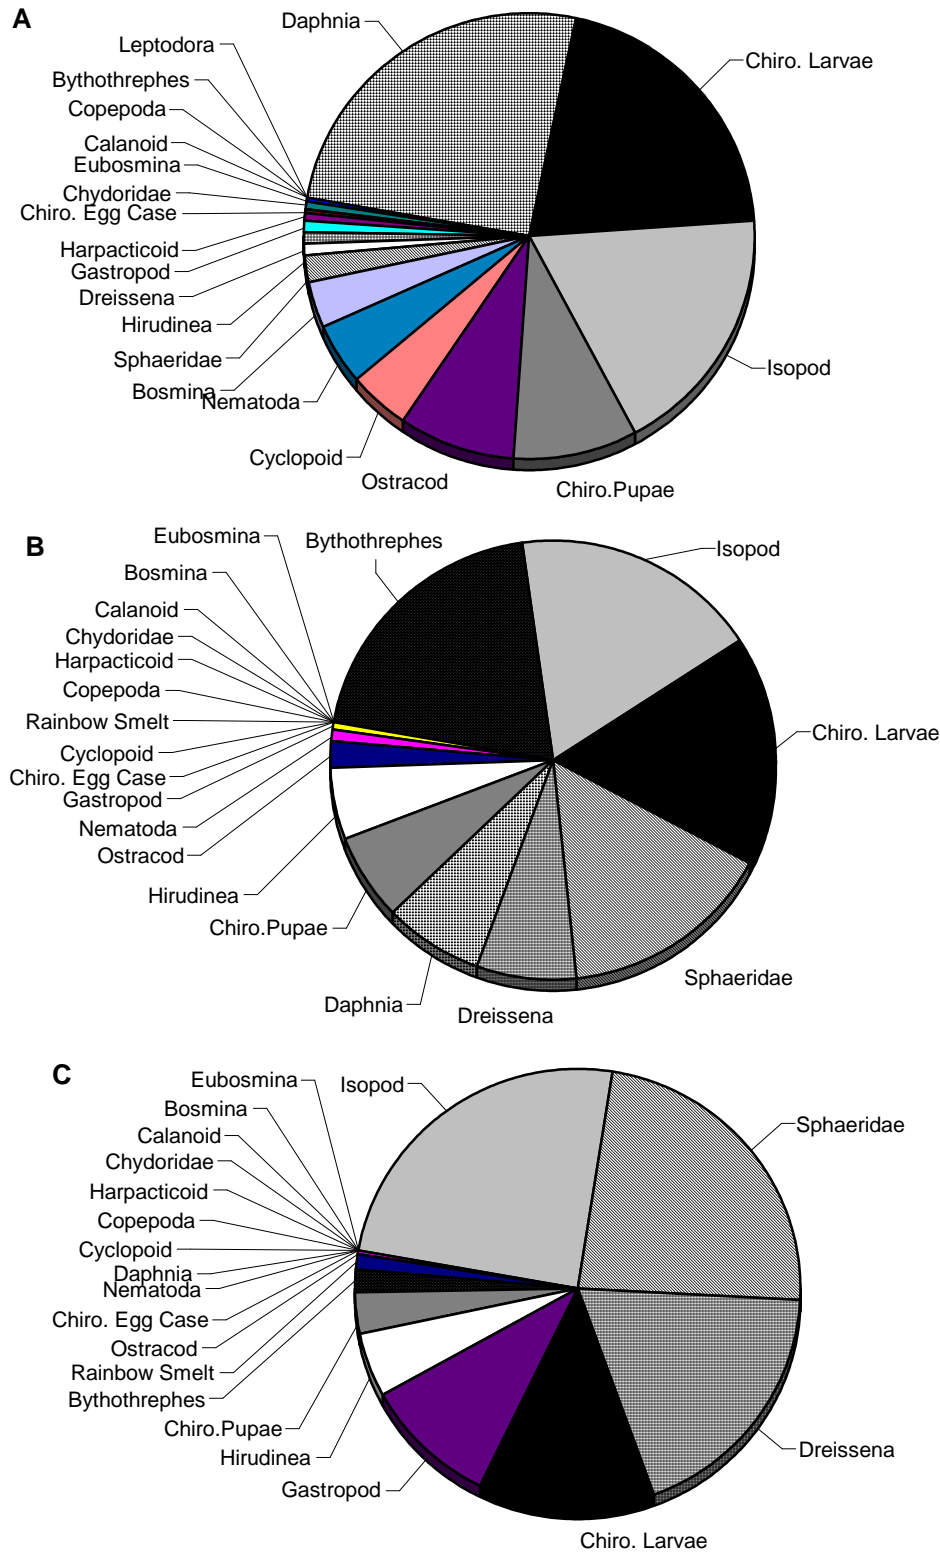 A
Daphnia
Leptodora
Chiro. Larvae
Bythothrephes
Copepoda
Calanoid
Eubosmina
Chydoridae
Chiro. Egg Case
Harpacticoid
Gastropod
Dreissena
Hirudinea
Sphaeridae
Isopod
Bosmina
Nematoda
Cyclopoid
Ostracod
Chiro.Pupae
B
Eubosmina
Bythothrephes
Isopod
Bosmina
Calanoid
Chydoridae
Harpacticoid
Copepoda
Rainbow Smelt
Chiro. Larvae
Cyclopoid
Chiro. Egg Case
Gastropod
Nematoda
Ostracod
Hirudinea
Chiro.Pupae
Sphaeridae
Daphnia
Dreissena
C
Eubosmina
Isopod
Bosmina
Sphaeridae
Calanoid
Chydoridae
Harpacticoid
Copepoda
Cyclopoid
Daphnia
Nematoda
Chiro. Egg Case
Ostracod
Rainbow Smelt
Bythothrephes
Chiro.Pupae
Hirudinea
Dreissena
Gastropod
Chiro. Larvae